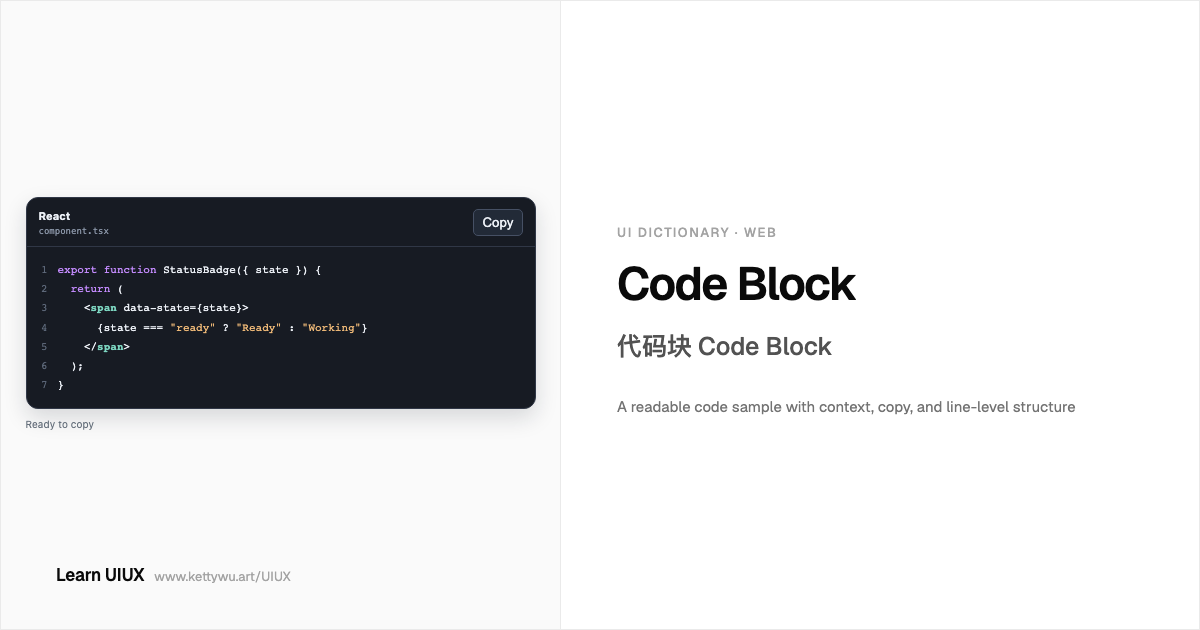 React
component.tsx
Copy
1 export function StatusBadge({ state }) {
2   return (
3     <span data-state={state}>
4       {state === "ready" ? "Ready" : "Working"}
5     </span>
6   );
7 }
Ready to copy
Learn UIUX www.kettywu.art/UIUX
UI DICTIONARY · WEB
Code Block
代码块 Code Block
A readable code sample with context, copy, and line-level structure